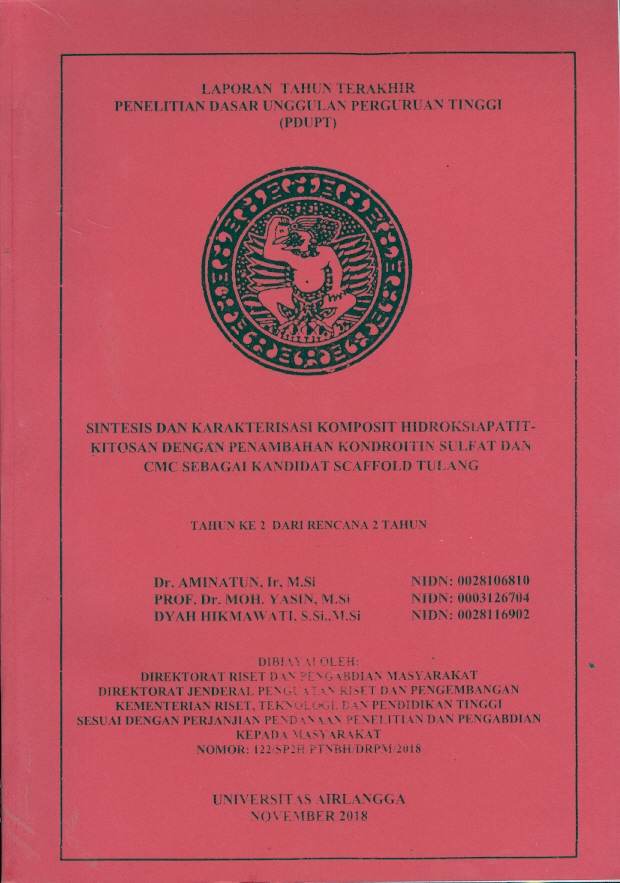 LAPORAN TAHUN TERAKHIR
PENELITIAN DASAR UNGGULAN PERGURUAN TINGGI
(PDUPT)
SINTESIS DAN KARAKTERISASI KOMPOSIT HIDROKSIAPATIT-
KITOSAN DENGAN PENAMBAHAN KONDROITIN SULFAT DAN
CMC SEBAGAI KANDIDAT SCAFFOLD TULANG
TAHUN KE 2 DARI RENCANA 2 TAHUN
Dr. AMINATUN, Ir, M.Si NIDN: 0028106810
PROF. Dr. MOH. YASIN, M.Si NIDN: 0003126704
DYAH HIKMAWATI, S.Si.,M.Si NIDN: 0028116902
DIBIAYAI OLEH:
DIREKTORAT RISET DAN PENGABDIAN MASYARAKAT
DIREKTORAT JENDERAL PENGUATAN RISET DAN PENGEMBANGAN
KEMENTERIAN RISET, TEKNOLOGI, DAN PENDIDIKAN TINGGI
SESUAI DENGAN PERJANJIAN PENDANAAN PENELITIAN DAN PENGABDIAN
KEPADA MASYARAKAT
NOMOR: 122/SP2H/PTNBH/DRPM/2018
UNIVERSITAS AIRLANGGA
NOVEMBER 2018